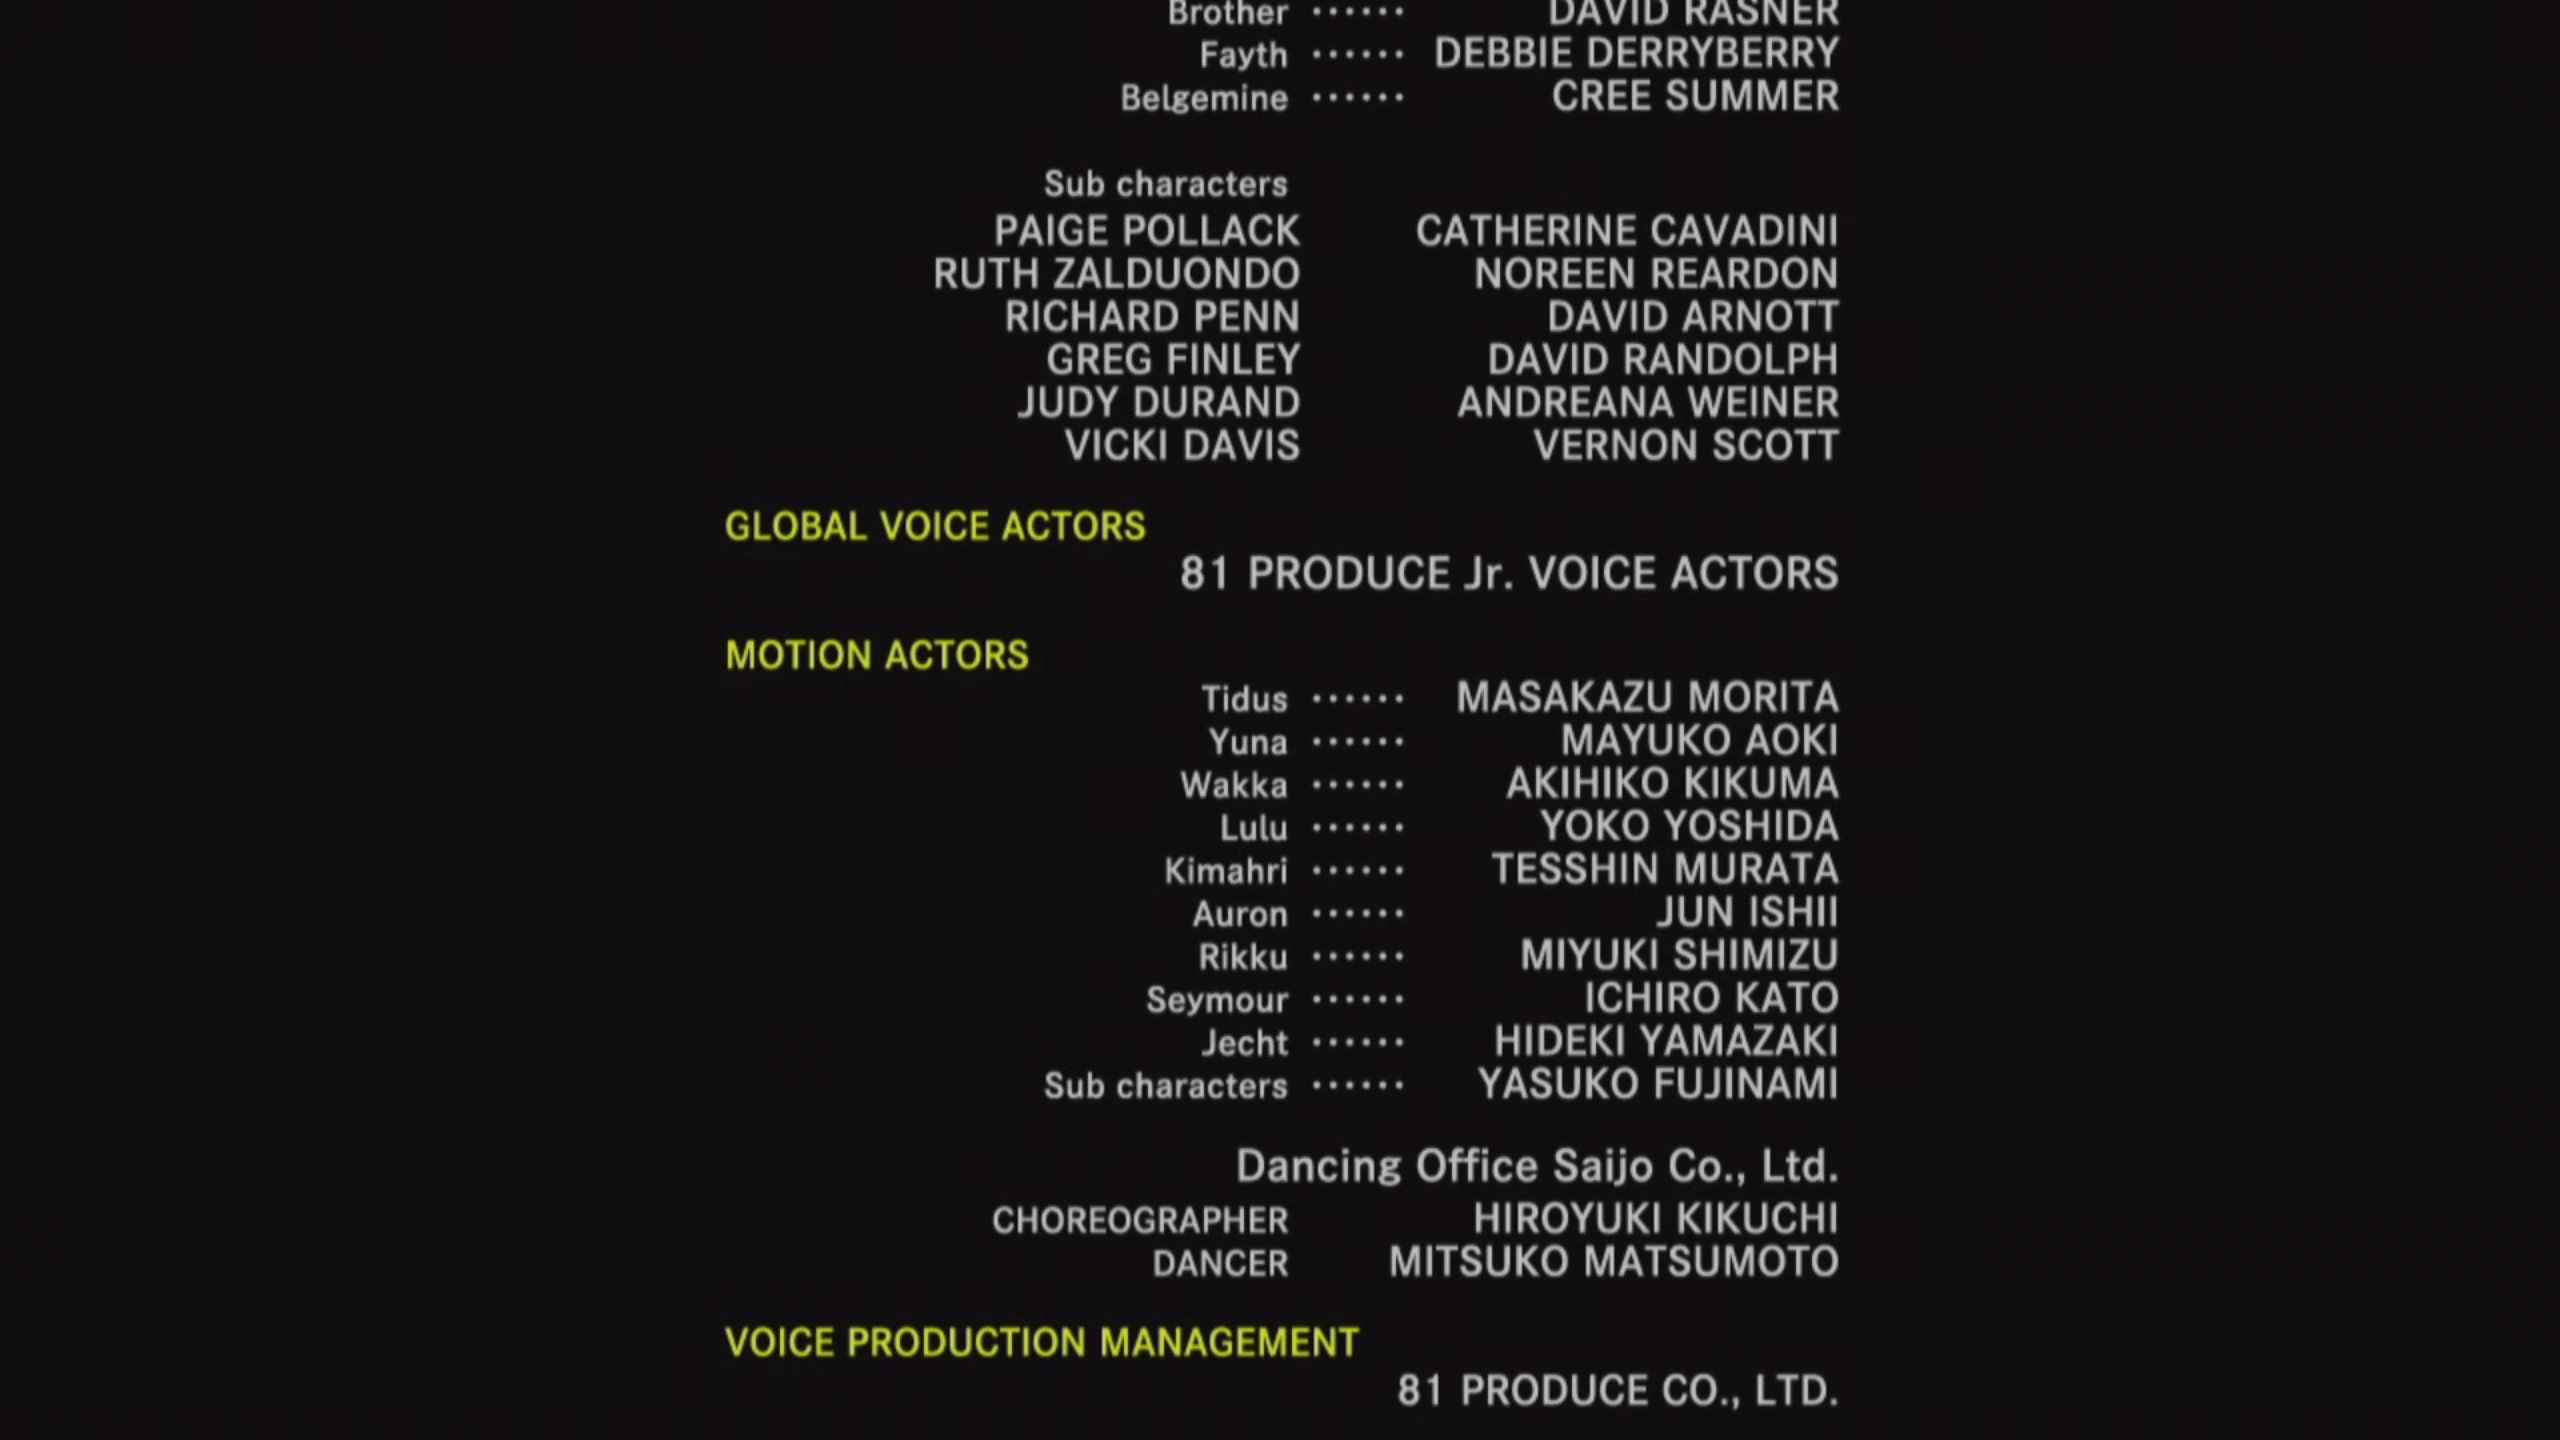 Brother ······ DAVID RASNER
Fayth ······ DEBBIE DERRYBERRY
Belgemine ······ CREE SUMMER
Sub characters
PAIGE POLLACK CATHERINE CAVADINI
RUTH ZALDUONDO NOREEN REARDON
RICHARD PENN DAVID ARNOTT
GREG FINLEY DAVID RANDOLPH
JUDY DURAND ANDREANA WEINER
VICKI DAVIS VERNON SCOTT
GLOBAL VOICE ACTORS
81 PRODUCE Jr. VOICE ACTORS
MOTION ACTORS
Tidus ······ MASAKAZU MORITA
Yuna ······ MAYUKO AOKI
Wakka ······ AKIHIKO KIKUMA
Lulu ······ YOKO YOSHIDA
Kimahri ······ TESSHIN MURATA
Auron ······ JUN ISHII
Rikku ······ MIYUKI SHIMIZU
Seymour ······ ICHIRO KATO
Jecht ······ HIDEKI YAMAZAKI
Sub characters ······ YASUKO FUJINAMI
Dancing Office Saijo Co., Ltd.
CHOREOGRAPHER HIROYUKI KIKUCHI
DANCER MITSUKO MATSUMOTO
VOICE PRODUCTION MANAGEMENT
81 PRODUCE CO., LTD.